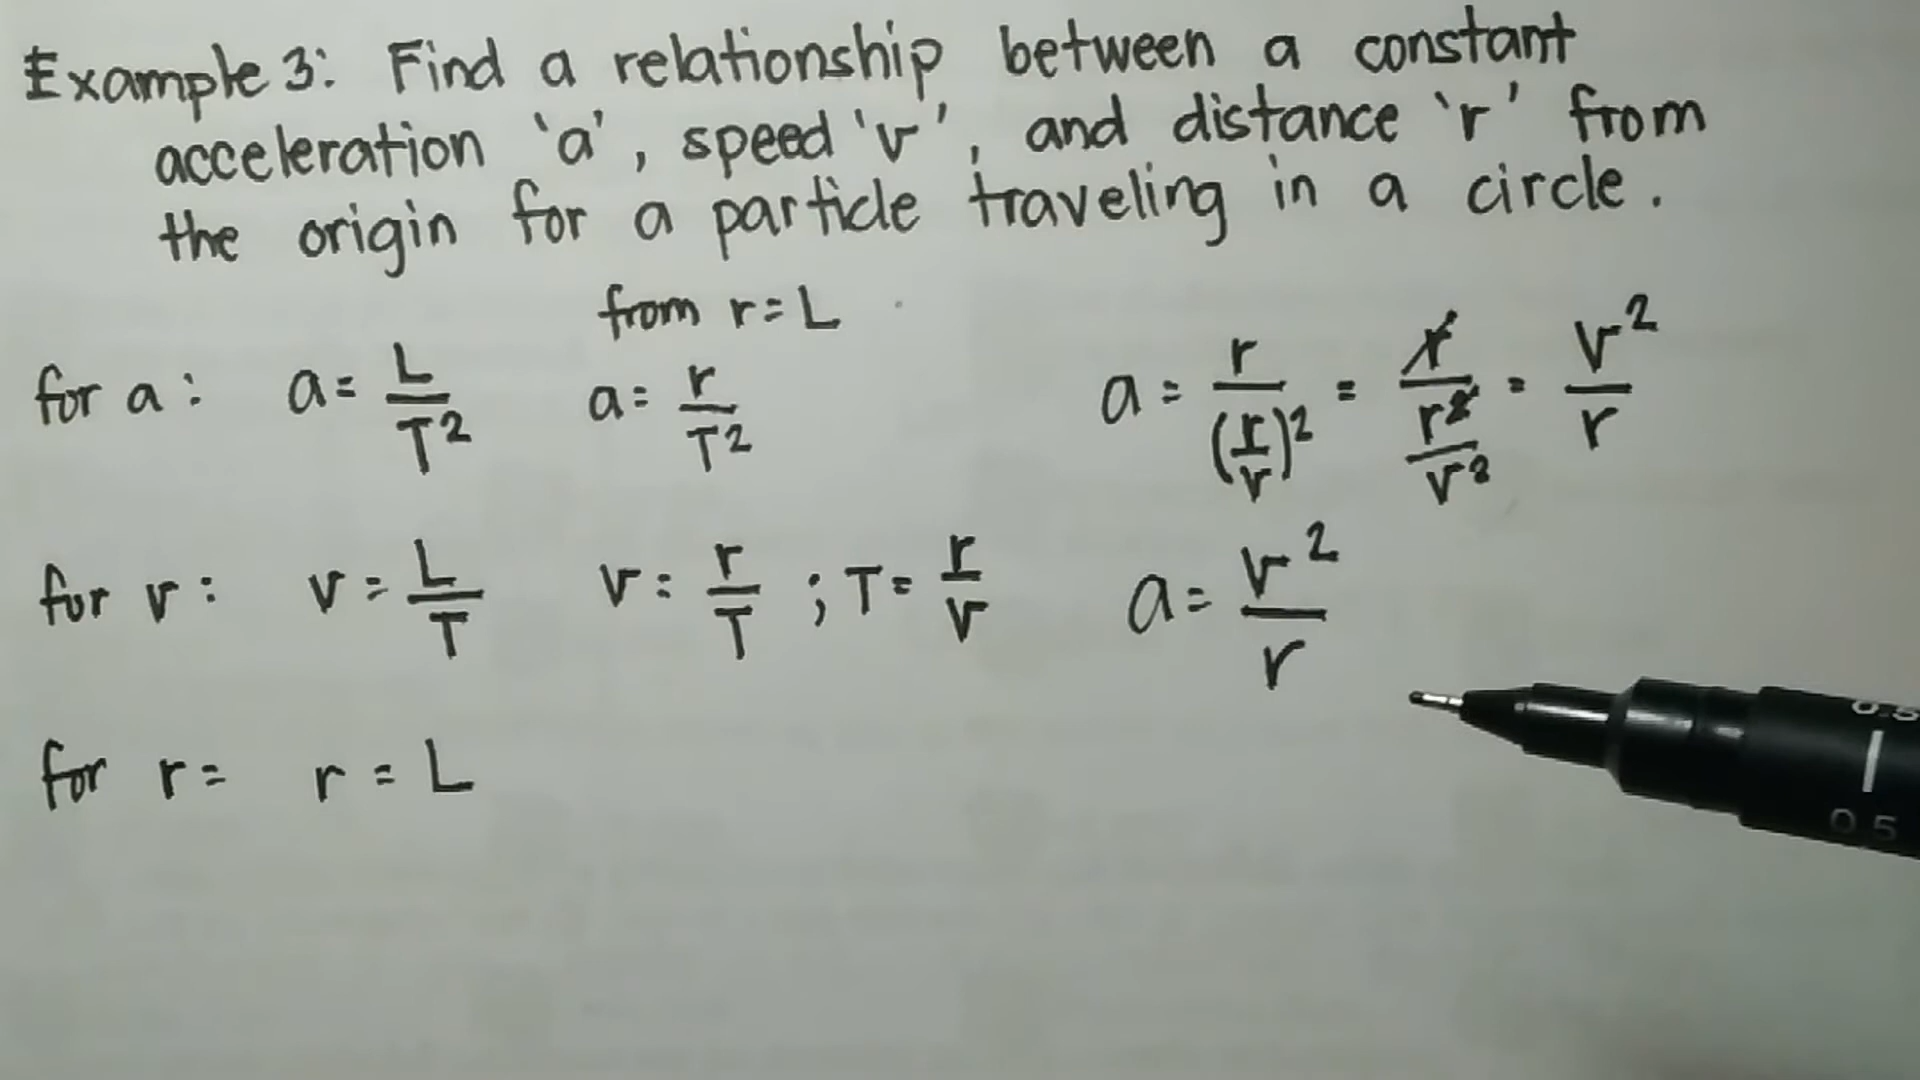 Example 3: Find a relationship between a constant
acceleration 'a', speed 'v', and distance 'r' from
the origin for a particle traveling in a circle.
from r = L
for a: a = L/T² a = r/T² a = r/(r/v)² = r/(r²/v²) = v²/r
for v: v = L/T v = r/T ; T = r/v a = v²/r
for r = r = L
0.5
0.5